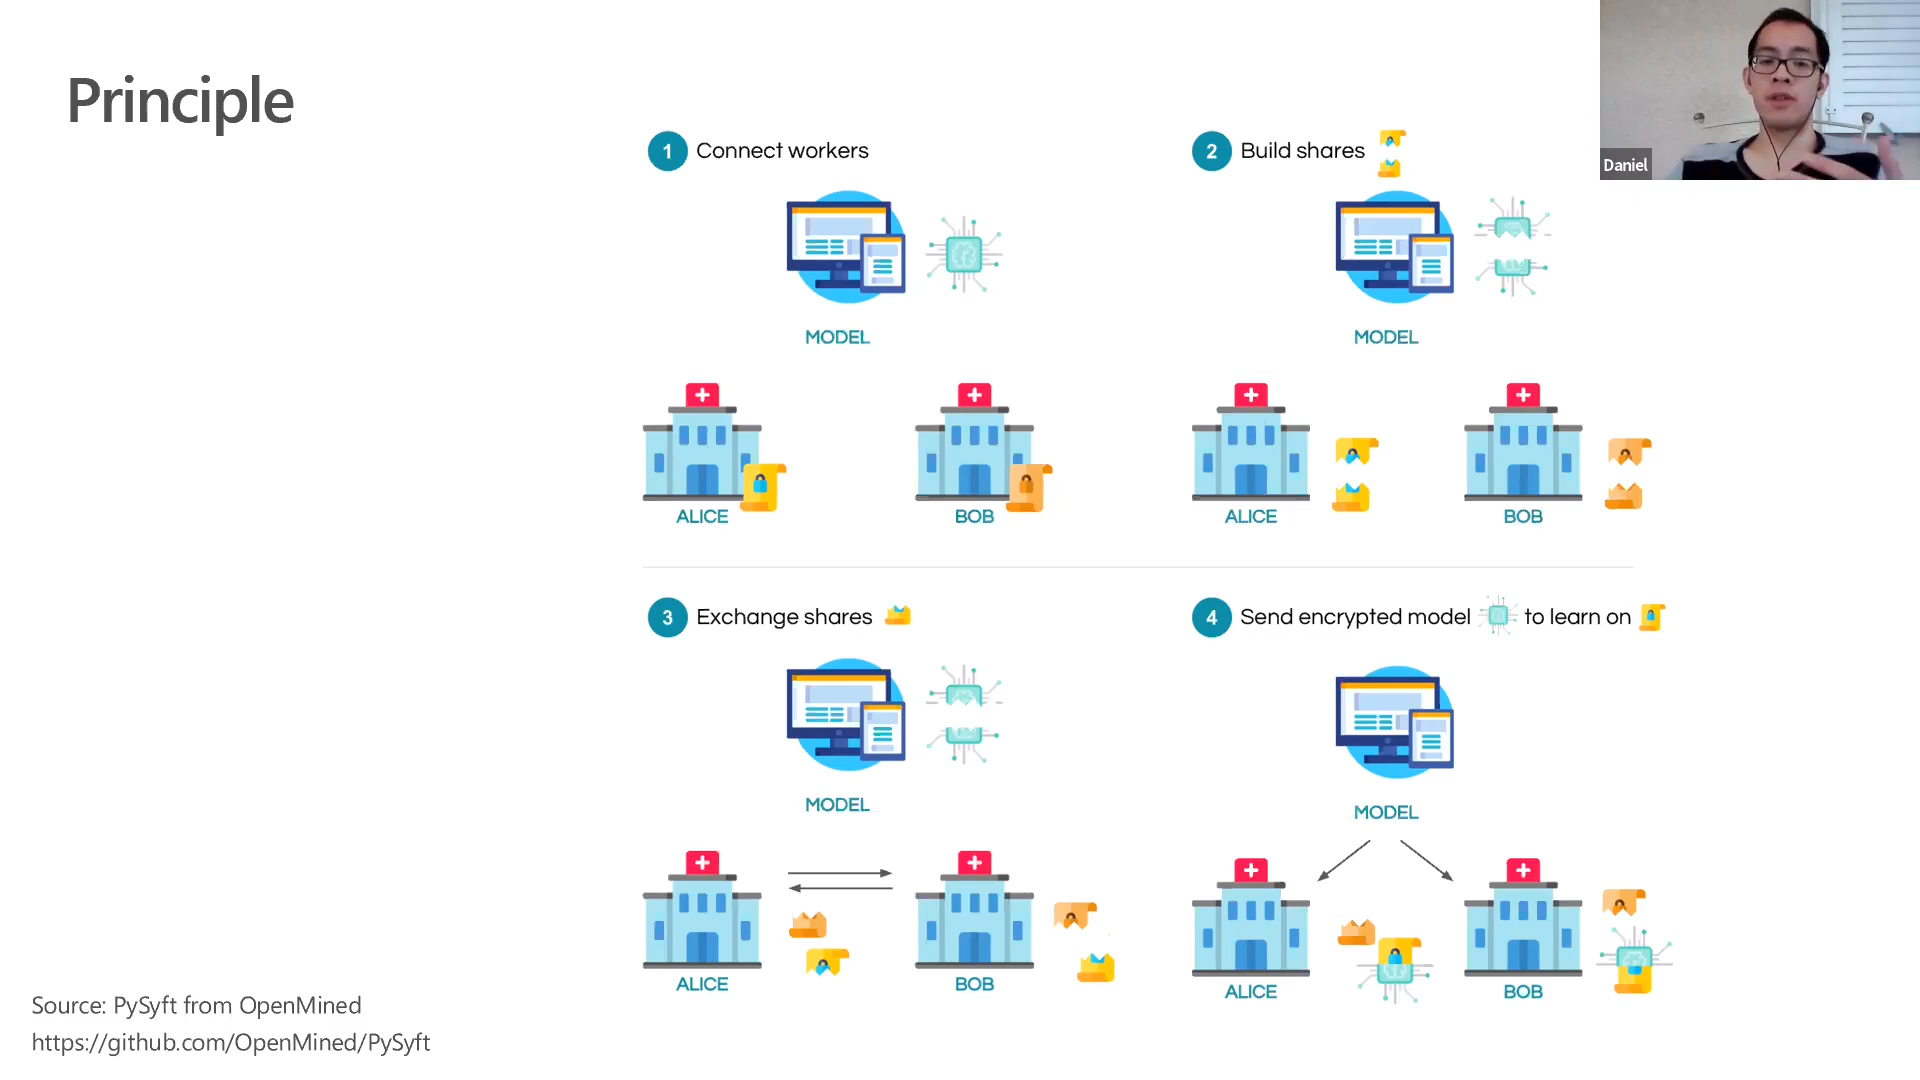 Principle
Daniel
1 Connect workers
MODEL
ALICE
BOB
2 Build shares
MODEL
ALICE
BOB
3 Exchange shares
MODEL
ALICE
BOB
4 Send encrypted model to learn on
MODEL
ALICE
BOB
Source: PySyft from OpenMined
https://github.com/OpenMined/PySyft